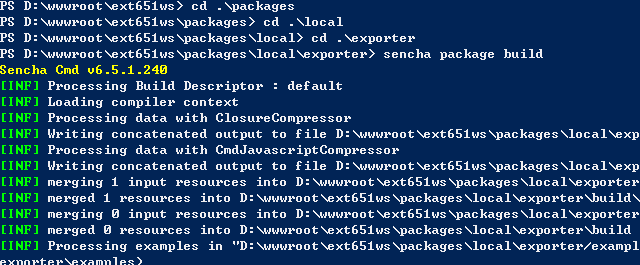 PS D:\wwwroot\ext651ws> cd .\packages
PS D:\wwwroot\ext651ws\packages> cd .\local
PS D:\wwwroot\ext651ws\packages\local> cd .\exporter
PS D:\wwwroot\ext651ws\packages\local\exporter> sencha package build
Sencha Cmd v6.5.1.240
[INF] Processing Build Descriptor : default
[INF] Loading compiler context
[INF] Processing data with ClosureCompressor
[INF] Writing concatenated output to file D:\wwwroot\ext651ws\packages\local\exp
[INF] Processing data with CmdJavascriptCompressor
[INF] Writing concatenated output to file D:\wwwroot\ext651ws\packages\local\exp
[INF] merging 1 input resources into D:\wwwroot\ext651ws\packages\local\exporter
[INF] merged 1 resources into D:\wwwroot\ext651ws\packages\local\exporter\build\
[INF] merging 0 input resources into D:\wwwroot\ext651ws\packages\local\exporter
[INF] merged 0 resources into D:\wwwroot\ext651ws\packages\local\exporter\build
[INF] Processing examples in "D:\wwwroot\ext651ws\packages\local\exporter/exampl
exporter\examples>